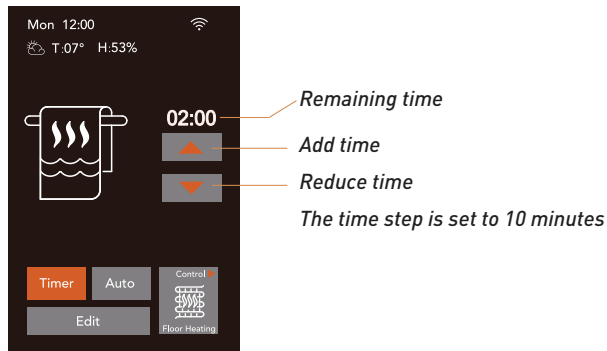 Mon 12:00
T:07° H:53%
02:00
Remaining time
Add time
Reduce time
The time step is set to 10 minutes
Timer
Auto
Control
Edit
Floor Heating